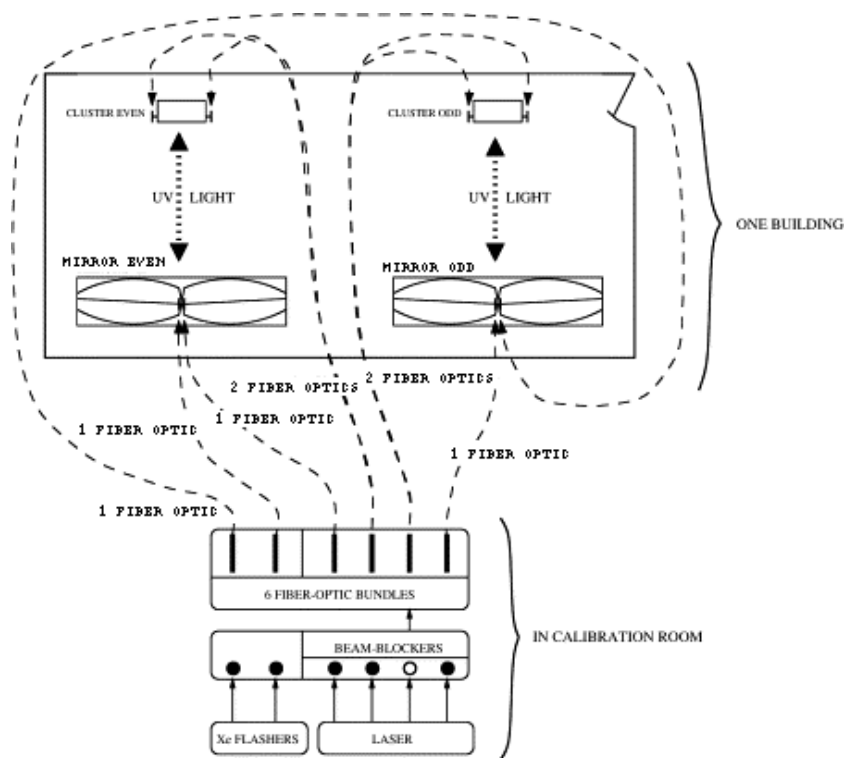 CLUSTER EVEN
CLUSTER ODD
UV LIGHT
UV LIGHT
ONE BUILDING
MIRROR EVEN
MIRROR ODD
2 FIBER OPTICS
2 FIBER OPTICS
1 FIBER OPTIC
1 FIBER OPTIC
1 FIBER OPTIC
1 FIBER OPTIC
6 FIBER-OPTIC BUNDLES
IN CALIBRATION ROOM
BEAM-BLOCKERS
Xe FLASHERS
LASER